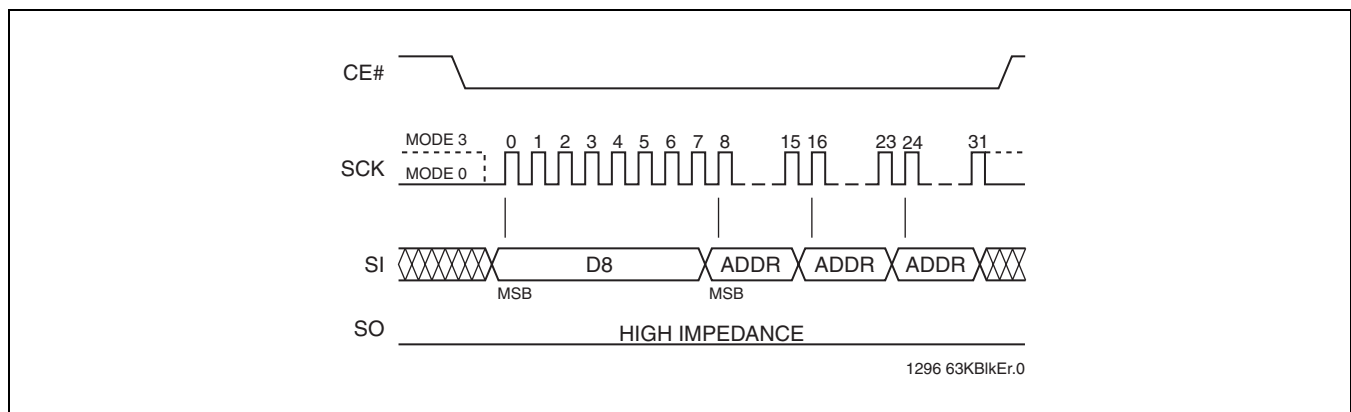 CE#
MODE 3 0 1 2 3 4 5 6 7 8 15 16 23 24 31
SCK MODE 0
SI D8 ADDR ADDR ADDR
MSB MSB
SO HIGH IMPEDANCE
1296 63KBlkEr.0